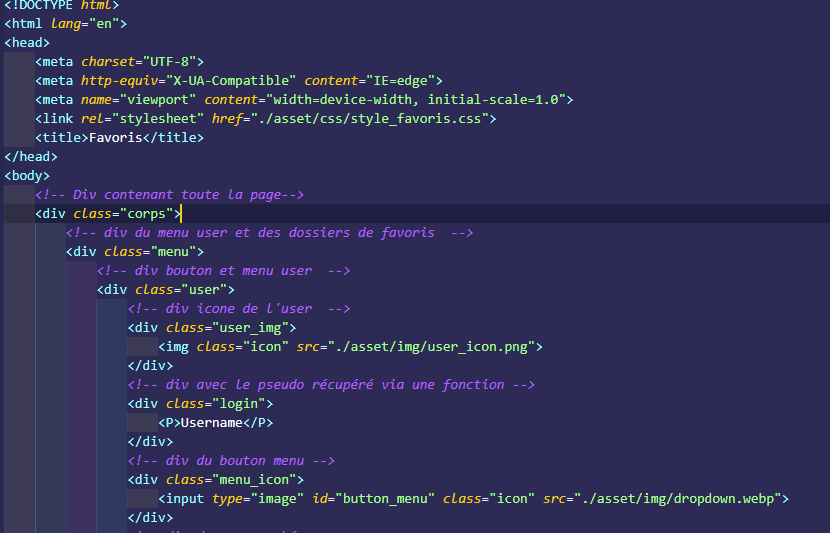 <!DOCTYPE html>
<html lang="en">
<head>
<meta charset="UTF-8">
<meta http-equiv="X-UA-Compatible" content="IE=edge">
<meta name="viewport" content="width=device-width, initial-scale=1.0">
<link rel="stylesheet" href="./asset/css/style_favoris.css">
<title>Favoris</title>
</head>
<body>
<!-- Div contenant toute la page-->
<div class="corps">
<!-- div du menu user et des dossiers de favoris  -->
<div class="menu">
<!-- div bouton et menu user  -->
<div class="user">
<!-- div icone de l'user  -->
<div class="user_img">
<img class="icon" src="./asset/img/user_icon.png">
</div>
<!-- div avec le pseudo récupéré via une fonction -->
<div class="login">
<P>Username</P>
</div>
<!-- div du bouton menu -->
<div class="menu_icon">
<input type="image" id="button_menu" class="icon" src="./asset/img/dropdown.webp">
</div>